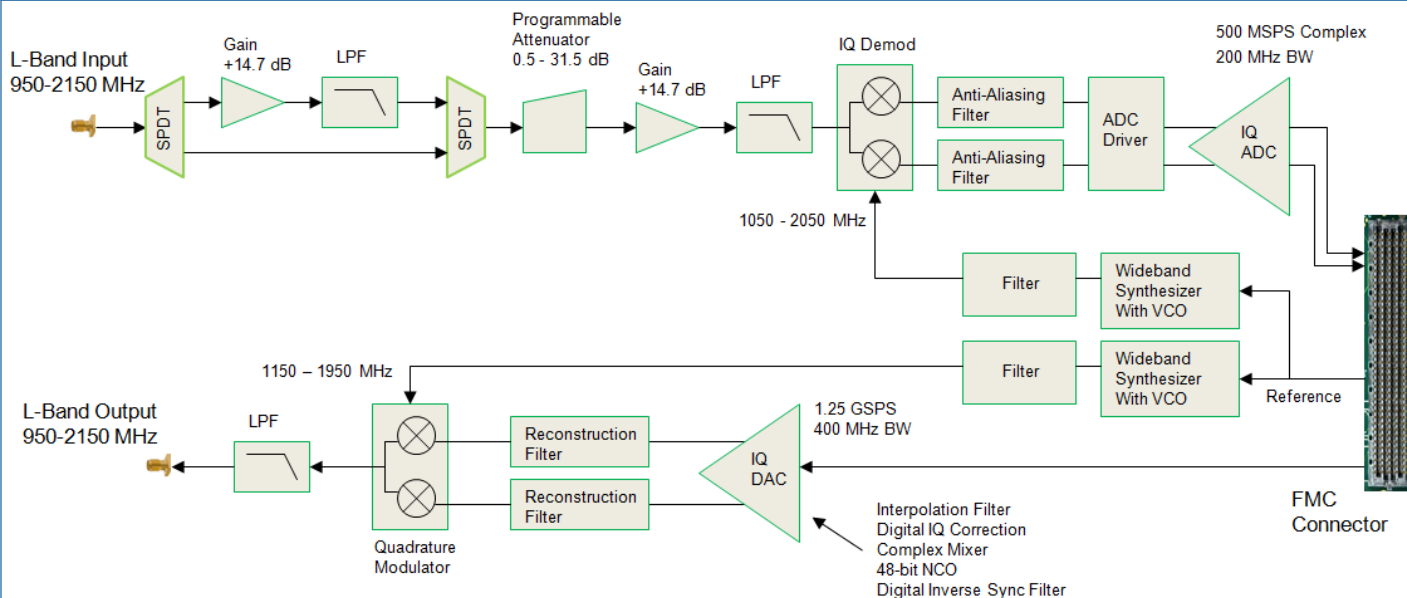 L-Band Input
950-2150 MHz
SPDT
Gain
+14.7 dB
LPF
SPDT
Programmable
Attenuator
0.5 - 31.5 dB
Gain
+14.7 dB
LPF
IQ Demod
Anti-Aliasing
Filter
Anti-Aliasing
Filter
ADC
Driver
500 MSPS Complex
200 MHz BW
IQ
ADC
1050 - 2050 MHz
Filter
Wideband
Synthesizer
With VCO
Filter
Wideband
Synthesizer
With VCO
Reference
1150 – 1950 MHz
L-Band Output
950-2150 MHz
LPF
Quadrature
Modulator
Reconstruction
Filter
Reconstruction
Filter
1.25 GSPS
400 MHz BW
IQ
DAC
Interpolation Filter
Digital IQ Correction
Complex Mixer
48-bit NCO
Digital Inverse Sync Filter
FMC
Connector